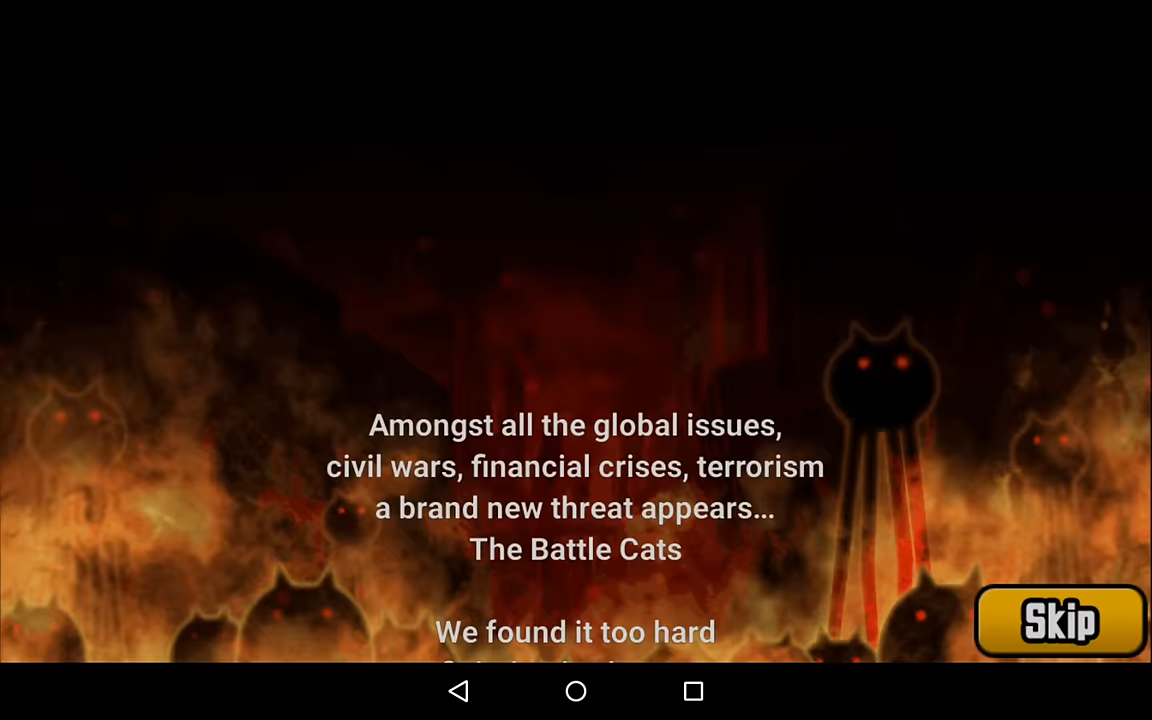 Amongst all the global issues,
civil wars, financial crises, terrorism
a brand new threat appears...
The Battle Cats
We found it too hard
Skip